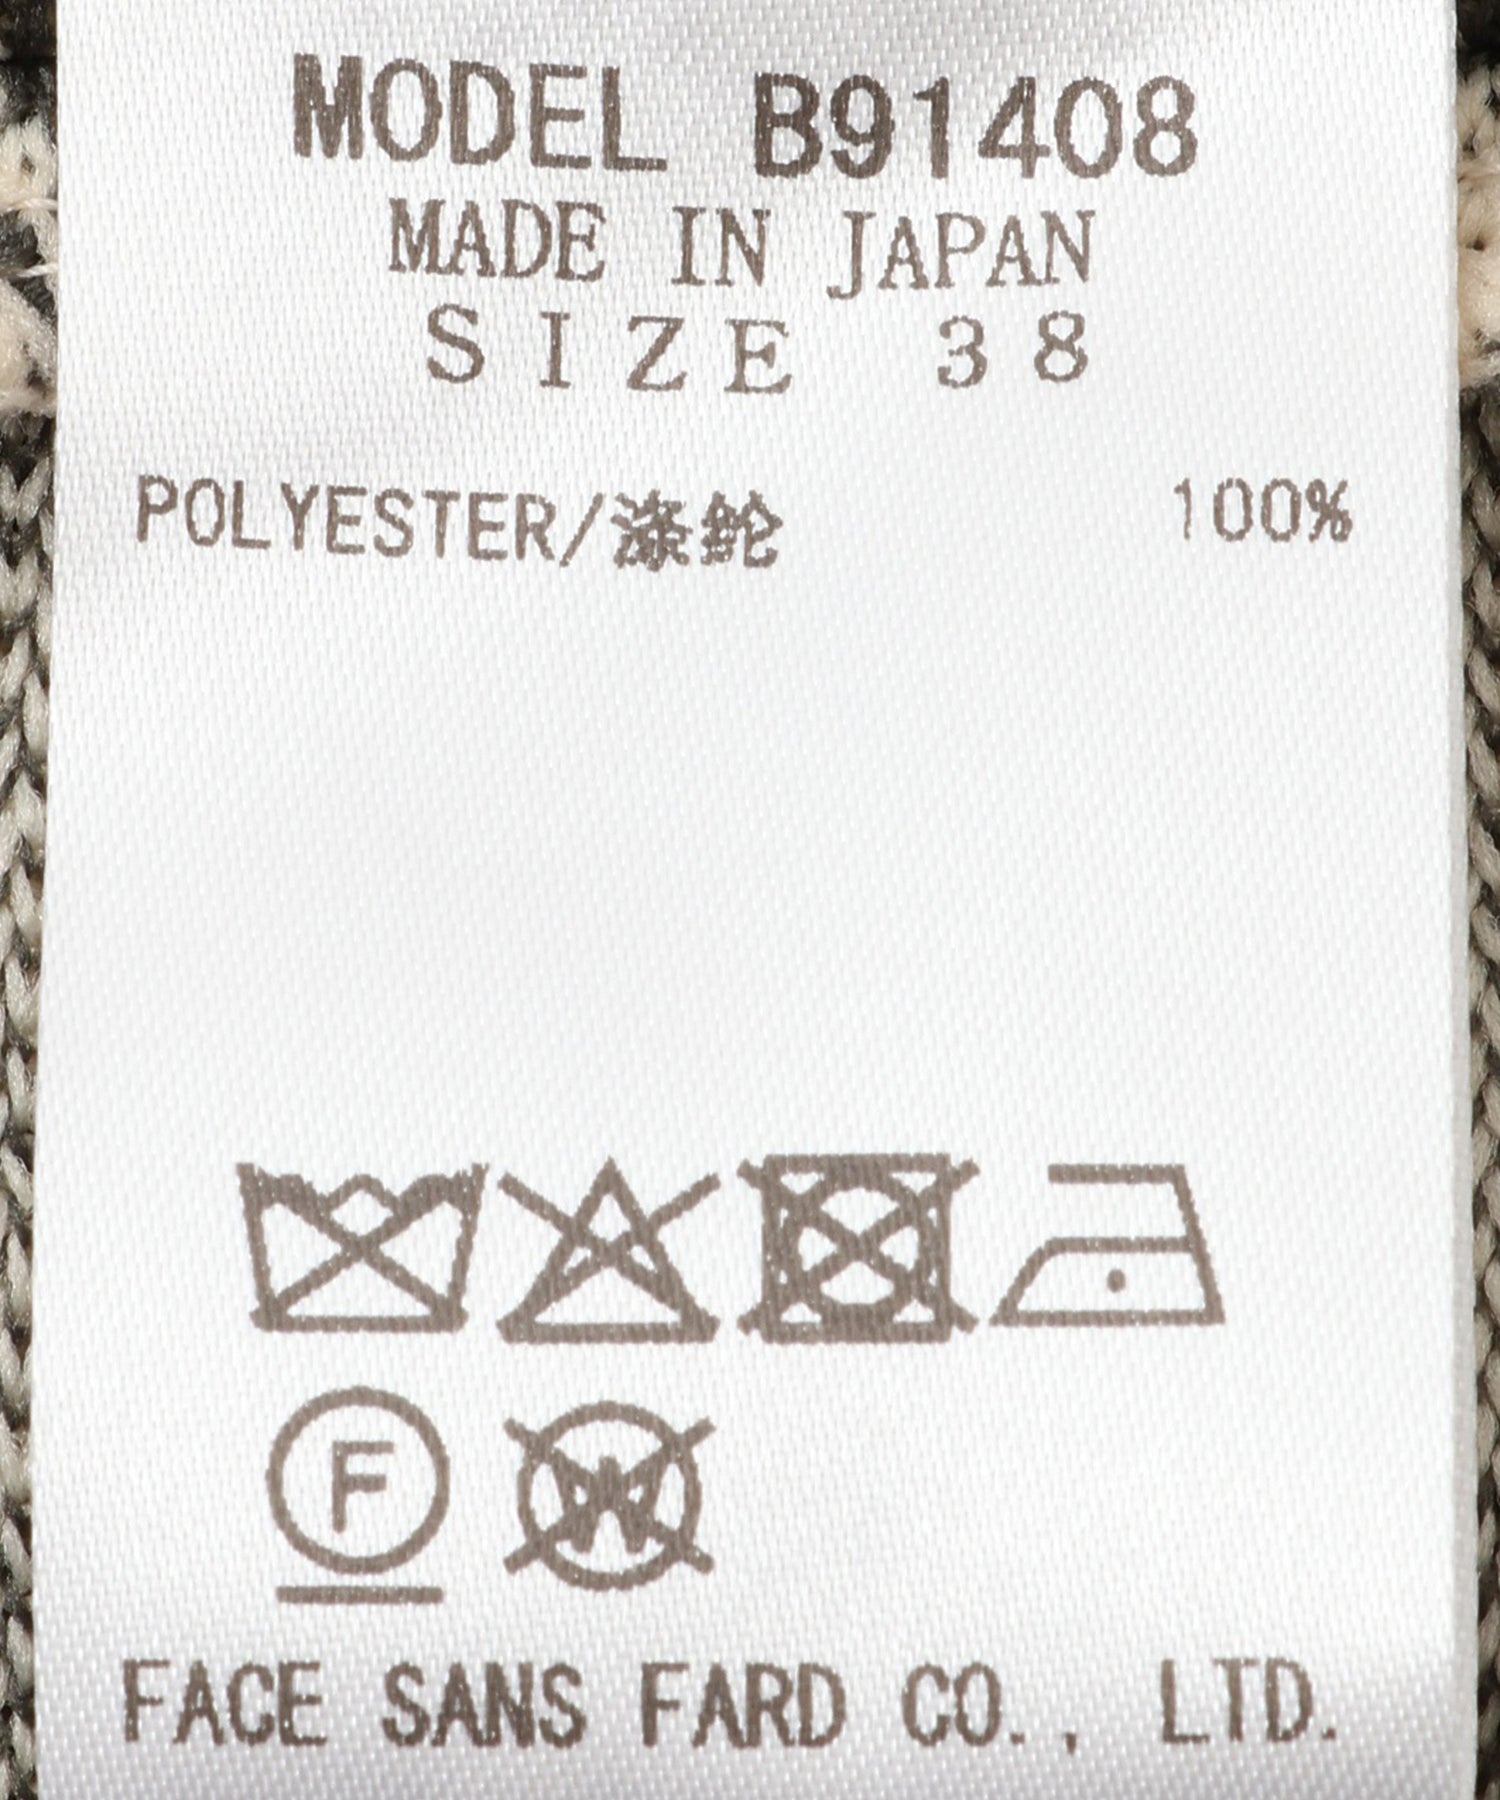 MODEL B91408
MADE IN JAPAN
SIZE 38
POLYESTER/涤纶 100%
F
W
FACE SANS FARD CO., LTD.